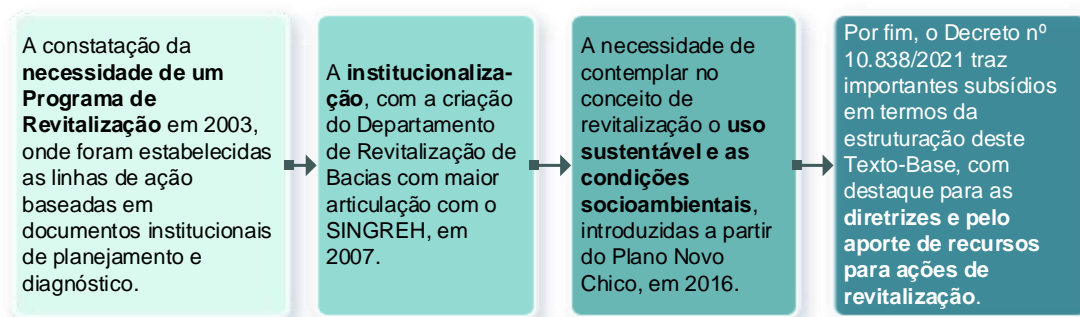 A constatação da
necessidade de um
Programa de
Revitalização em 2003,
onde foram estabelecidas
as linhas de ação
baseadas em
documentos institucionais
de planejamento e
diagnóstico.
A institucionaliza-
ção, com a criação
do Departamento
de Revitalização de
Bacias com maior
articulação com o
SINGREH, em
2007.
A necessidade de
contemplar no
conceito de
revitalização o uso
sustentável e as
condições
socioambientais,
introduzidas a partir
do Plano Novo
Chico, em 2016.
Por fim, o Decreto nº
10.838/2021 traz
importantes subsídios
em termos da
estruturação deste
Texto-Base, com
destaque para as
diretrizes e pelo
aporte de recursos
para ações de
revitalização.